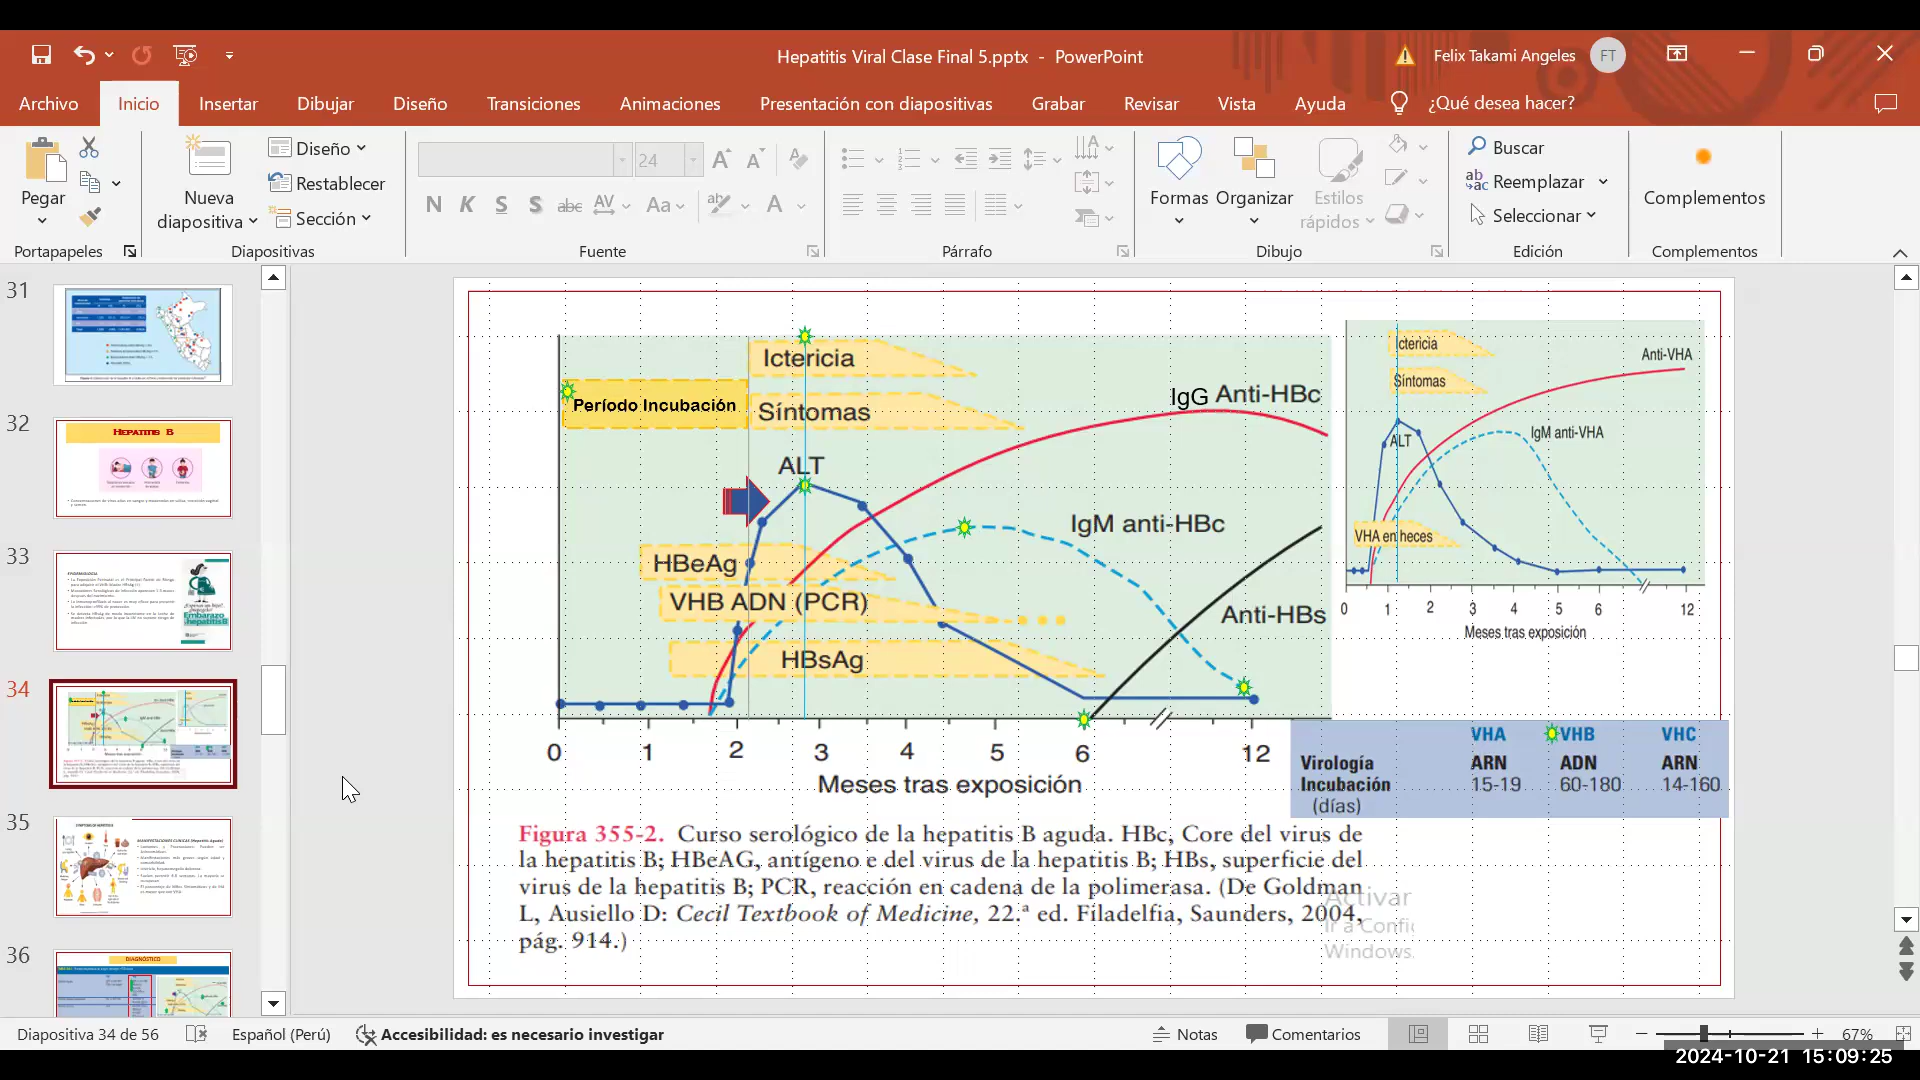 Hepatitis Viral Clase Final 5.pptx - PowerPoint
Felix Takami Angeles
FT
Archivo
Inicio
Insertar
Dibujar
Diseño
Transiciones
Animaciones
Presentación con diapositivas
Grabar
Revisar
Vista
Ayuda
¿Qué desea hacer?
Pegar
Nueva diapositiva
Diseño
Restablecer
Sección
24
N K S S abc AV Aa A
Formas
Organizar
Estilos rápidos
Buscar
Reemplazar
Seleccionar
Complementos
Portapapeles
Diapositivas
Fuente
Párrafo
Dibujo
Edición
Complementos
31
32
HEPATITIS B
33
34
35
36
DIAGNÓSTICO
Ictericia
Período Incubación
Síntomas
ALT
IgG Anti-HBc
IgM anti-HBc
HBeAg
VHB ADN (PCR)
HBsAg
Anti-HBs
0 1 2 3 4 5 6 12
Meses tras exposición
Ictericia
Síntomas
Anti-VHA
ALT
IgM anti-VHA
VHA en heces
0 1 2 3 4 5 6 12
Meses tras exposición
VHA VHB VHC
Virología ARN ADN ARN
Incubación 15-19 60-180 14-160
(días)
Figura 355-2. Curso serológico de la hepatitis B aguda. HBc, Core del virus de
la hepatitis B; HBeAG, antígeno e del virus de la hepatitis B; HBs, superficie del
virus de la hepatitis B; PCR, reacción en cadena de la polimerasa. (De Goldman
L, Ausiello D: Cecil Textbook of Medicine, 22.ª ed. Filadelfia, Saunders, 2004,
pág. 914.)
Activar
Ir a Confi
Windows.
Diapositiva 34 de 56
Español (Perú)
Accesibilidad: es necesario investigar
Notas
Comentarios
67%
2024-10-21 15:09:25